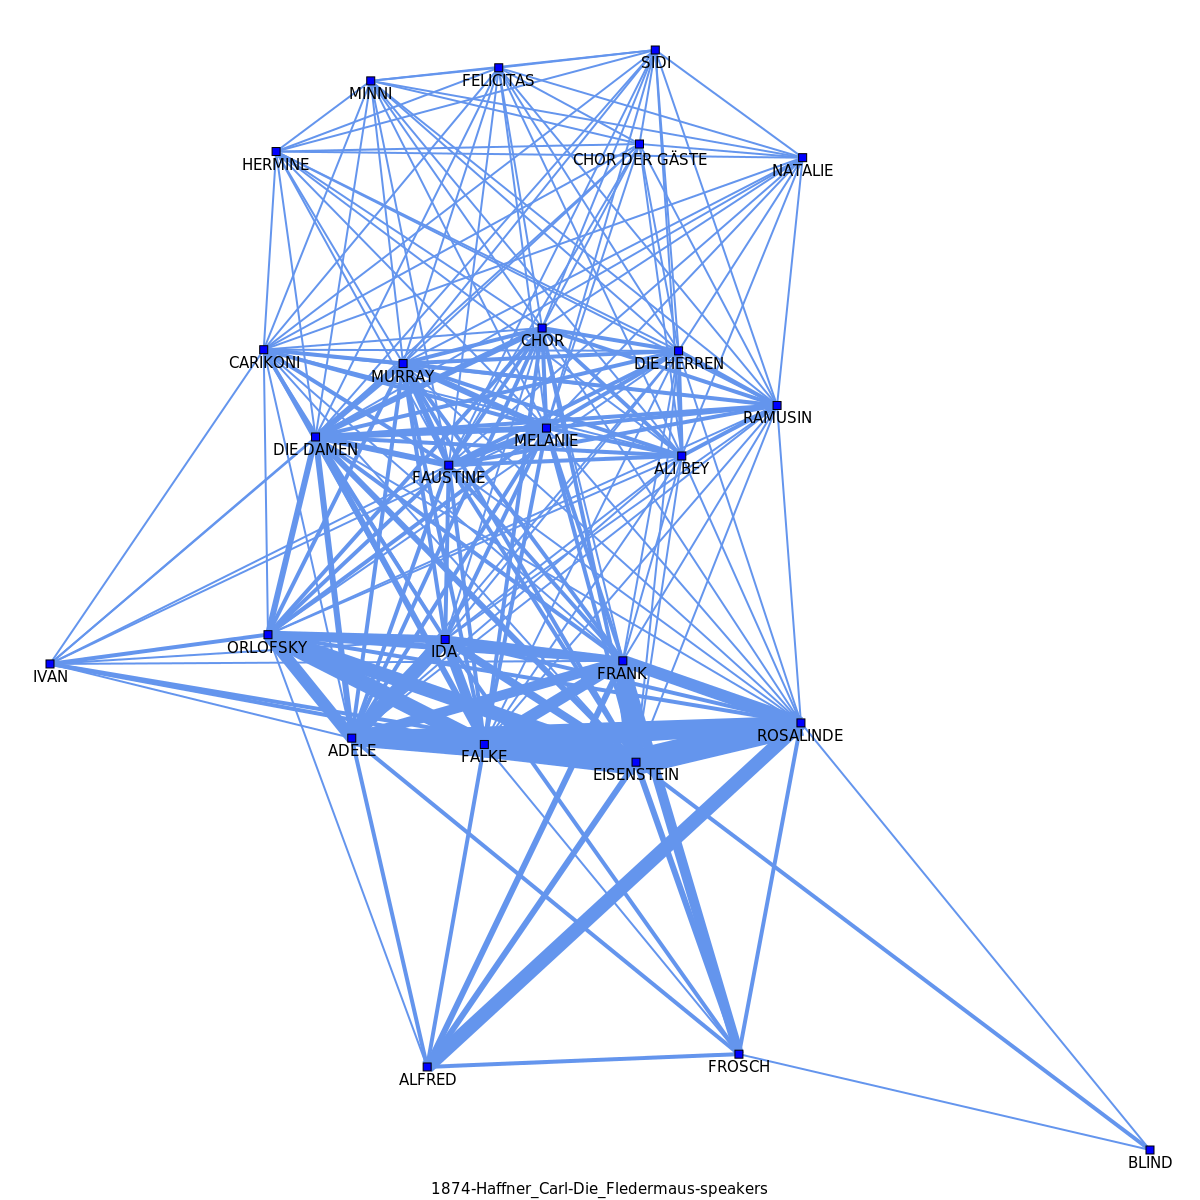 SIDI
FELICITAS
MINNI
CHOR DER GÄSTE
HERMINE
NATALIE
CHOR
CARIKONI
DIE HERREN
MURRAY
RAMUSIN
MELANIE
DIE DAMEN
ALI BEY
FAUSTINE
ORLOFSKY
IDA
FRANK
IVAN
ROSALINDE
ADELE
FALKE
EISENSTEIN
FROSCH
ALFRED
BLIND
1874-Haffner_Carl-Die_Fledermaus-speakers